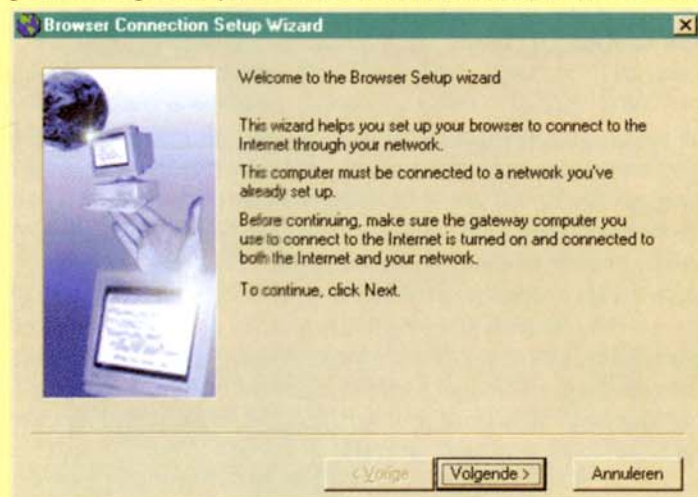 Browser Connection Setup Wizard
Welcome to the Browser Setup wizard
This wizard helps you set up your browser to connect to the
Internet through your network.
This computer must be connected to a network you've
already set up.
Before continuing, make sure the gateway computer you
use to connect to the Internet is turned on and connected to
both the Internet and your network.
To continue, click Next.
< Vorige
Volgende >
Annuleren